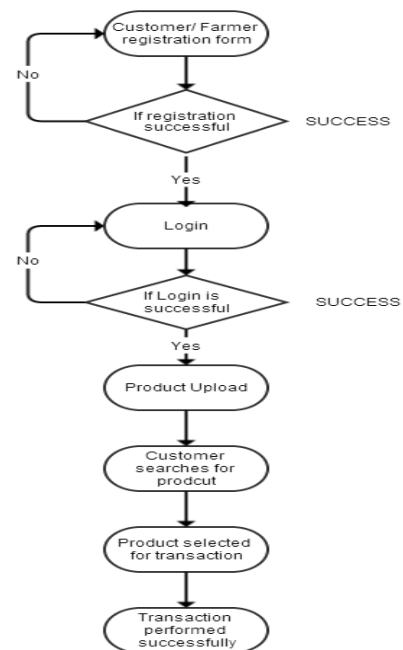 Customer/ Farmer
registration form
No
If registration
successful
SUCCESS
Yes
Login
No
If Login is
successful
SUCCESS
Yes
Product Upload
Customer
searches for
prodcut
Product selected
for transaction
Transaction
performed
successfully